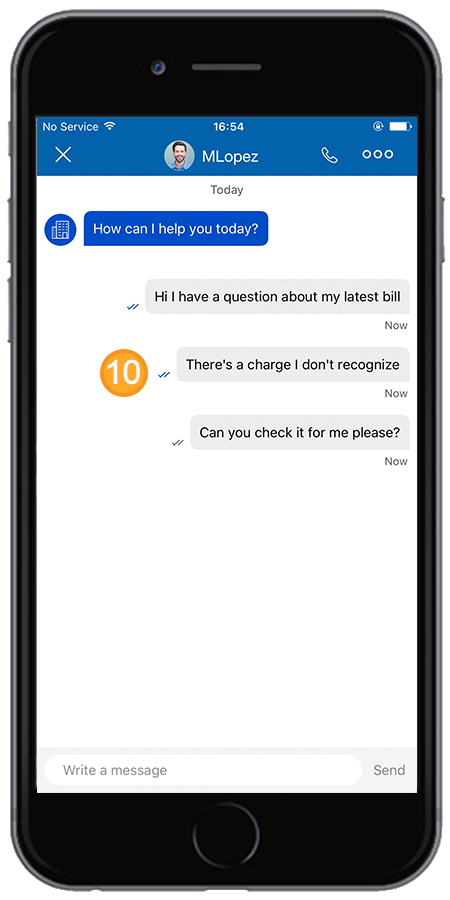 No Service 16:54
MLopez
Today
How can I help you today?
Hi I have a question about my latest bill
Now
10 There's a charge I don't recognize
Now
Can you check it for me please?
Now
Write a message Send